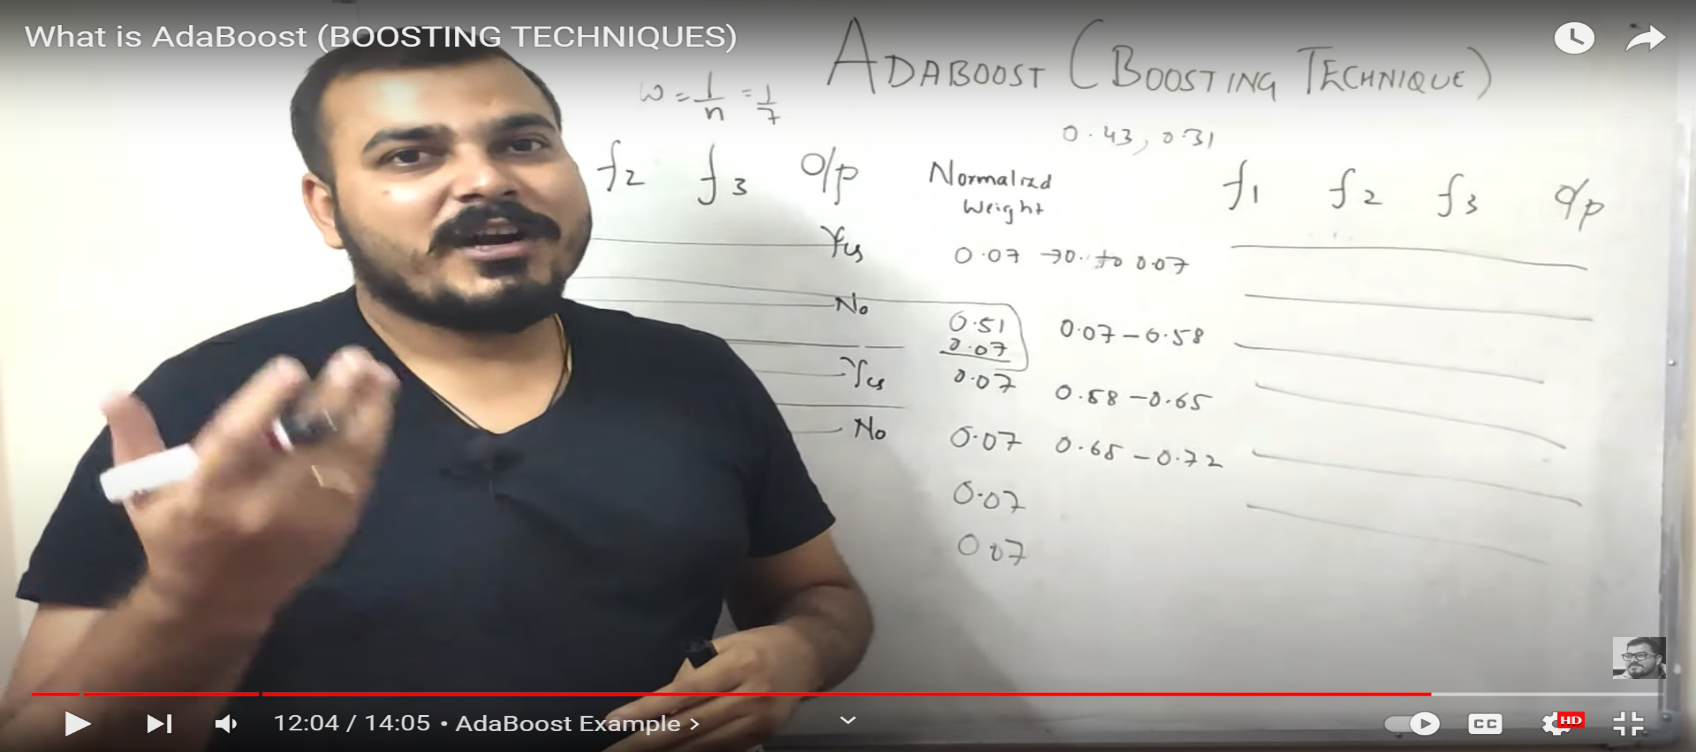 What is AdaBoost (BOOSTING TECHNIQUES)
ADABOOST (BOOSTING TECHNIQUE)
w = 1/n = 1/7
0.43, 0.31
f2 f3 O/p
Normalized
Weight
f1 f2 f3 O/p
Yes
0.07 → 0. to 0.07
No
0.51 0.07 - 0.58
0.07
Yes
0.07 0.58 - 0.65
No
0.07 0.65 - 0.72
0.07
0.07
12:04 / 14:05 • AdaBoost Example >
CC
HD